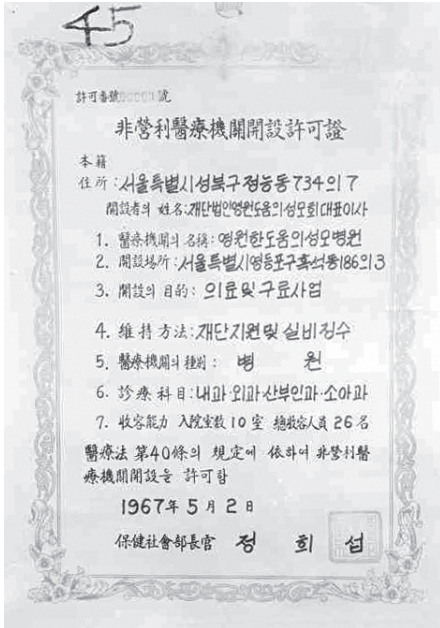 45
許可番號 號
非營利醫療機關開設許可證
本籍
住所:서울특별시성북구정능동734의7
開設者의 姓名:재단법인영원도움의성모회대표이사
1. 醫療機關의 名稱: 영원한도움의성모병원
2. 開設場所:서울특별시영등포구흑석동186의3
3. 開設의 目的: 의료및구료사업
4. 維持方法:재단지원및실비징수
5. 醫療機關의 種別: 병 원
6. 診療科目:내과·외과·산부인과·소아과
7. 收容能力 入院室數 10室 總收容人員 26名
醫療法 第40條의 規定에 依하여 非營利醫
療機關開設을 許可함
1967年 5月 2日
保健社會部長官 정 희 섭